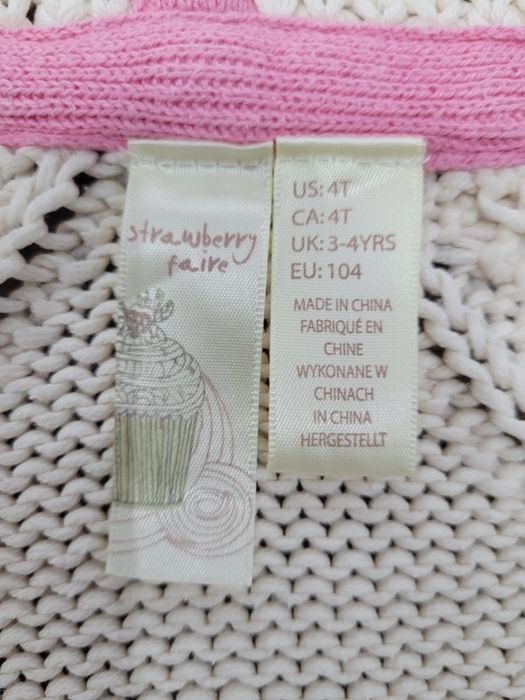 strawberry
faire
US: 4T
CA: 4T
UK: 3-4YRS
EU: 104
MADE IN CHINA
FABRIQUÉ EN
CHINE
WYKONANE W
CHINACH
IN CHINA
HERGESTELLT